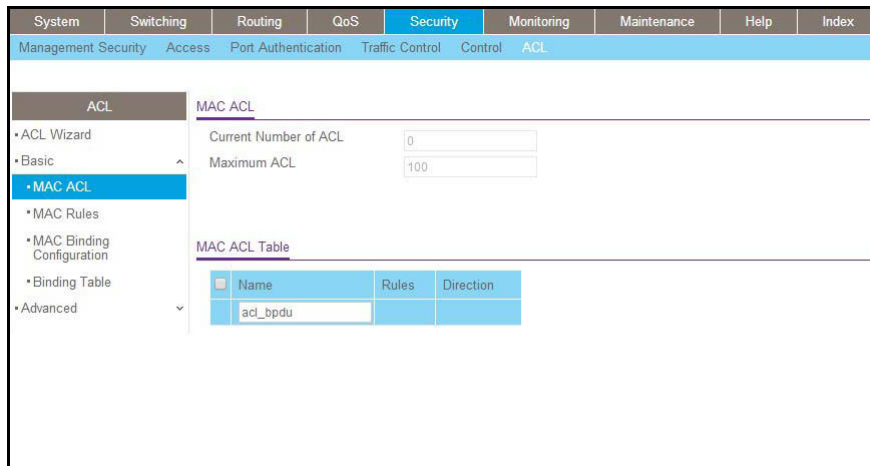 System Switching Routing QoS Security Monitoring Maintenance Help Index
Management Security Access Port Authentication Traffic Control Control ACL
ACL
ACL Wizard
Basic
MAC ACL
MAC Rules
MAC Binding
Configuration
Binding Table
Advanced
MAC ACL
Current Number of ACL 0
Maximum ACL 100
MAC ACL Table
Name Rules Direction
acl_bpdu